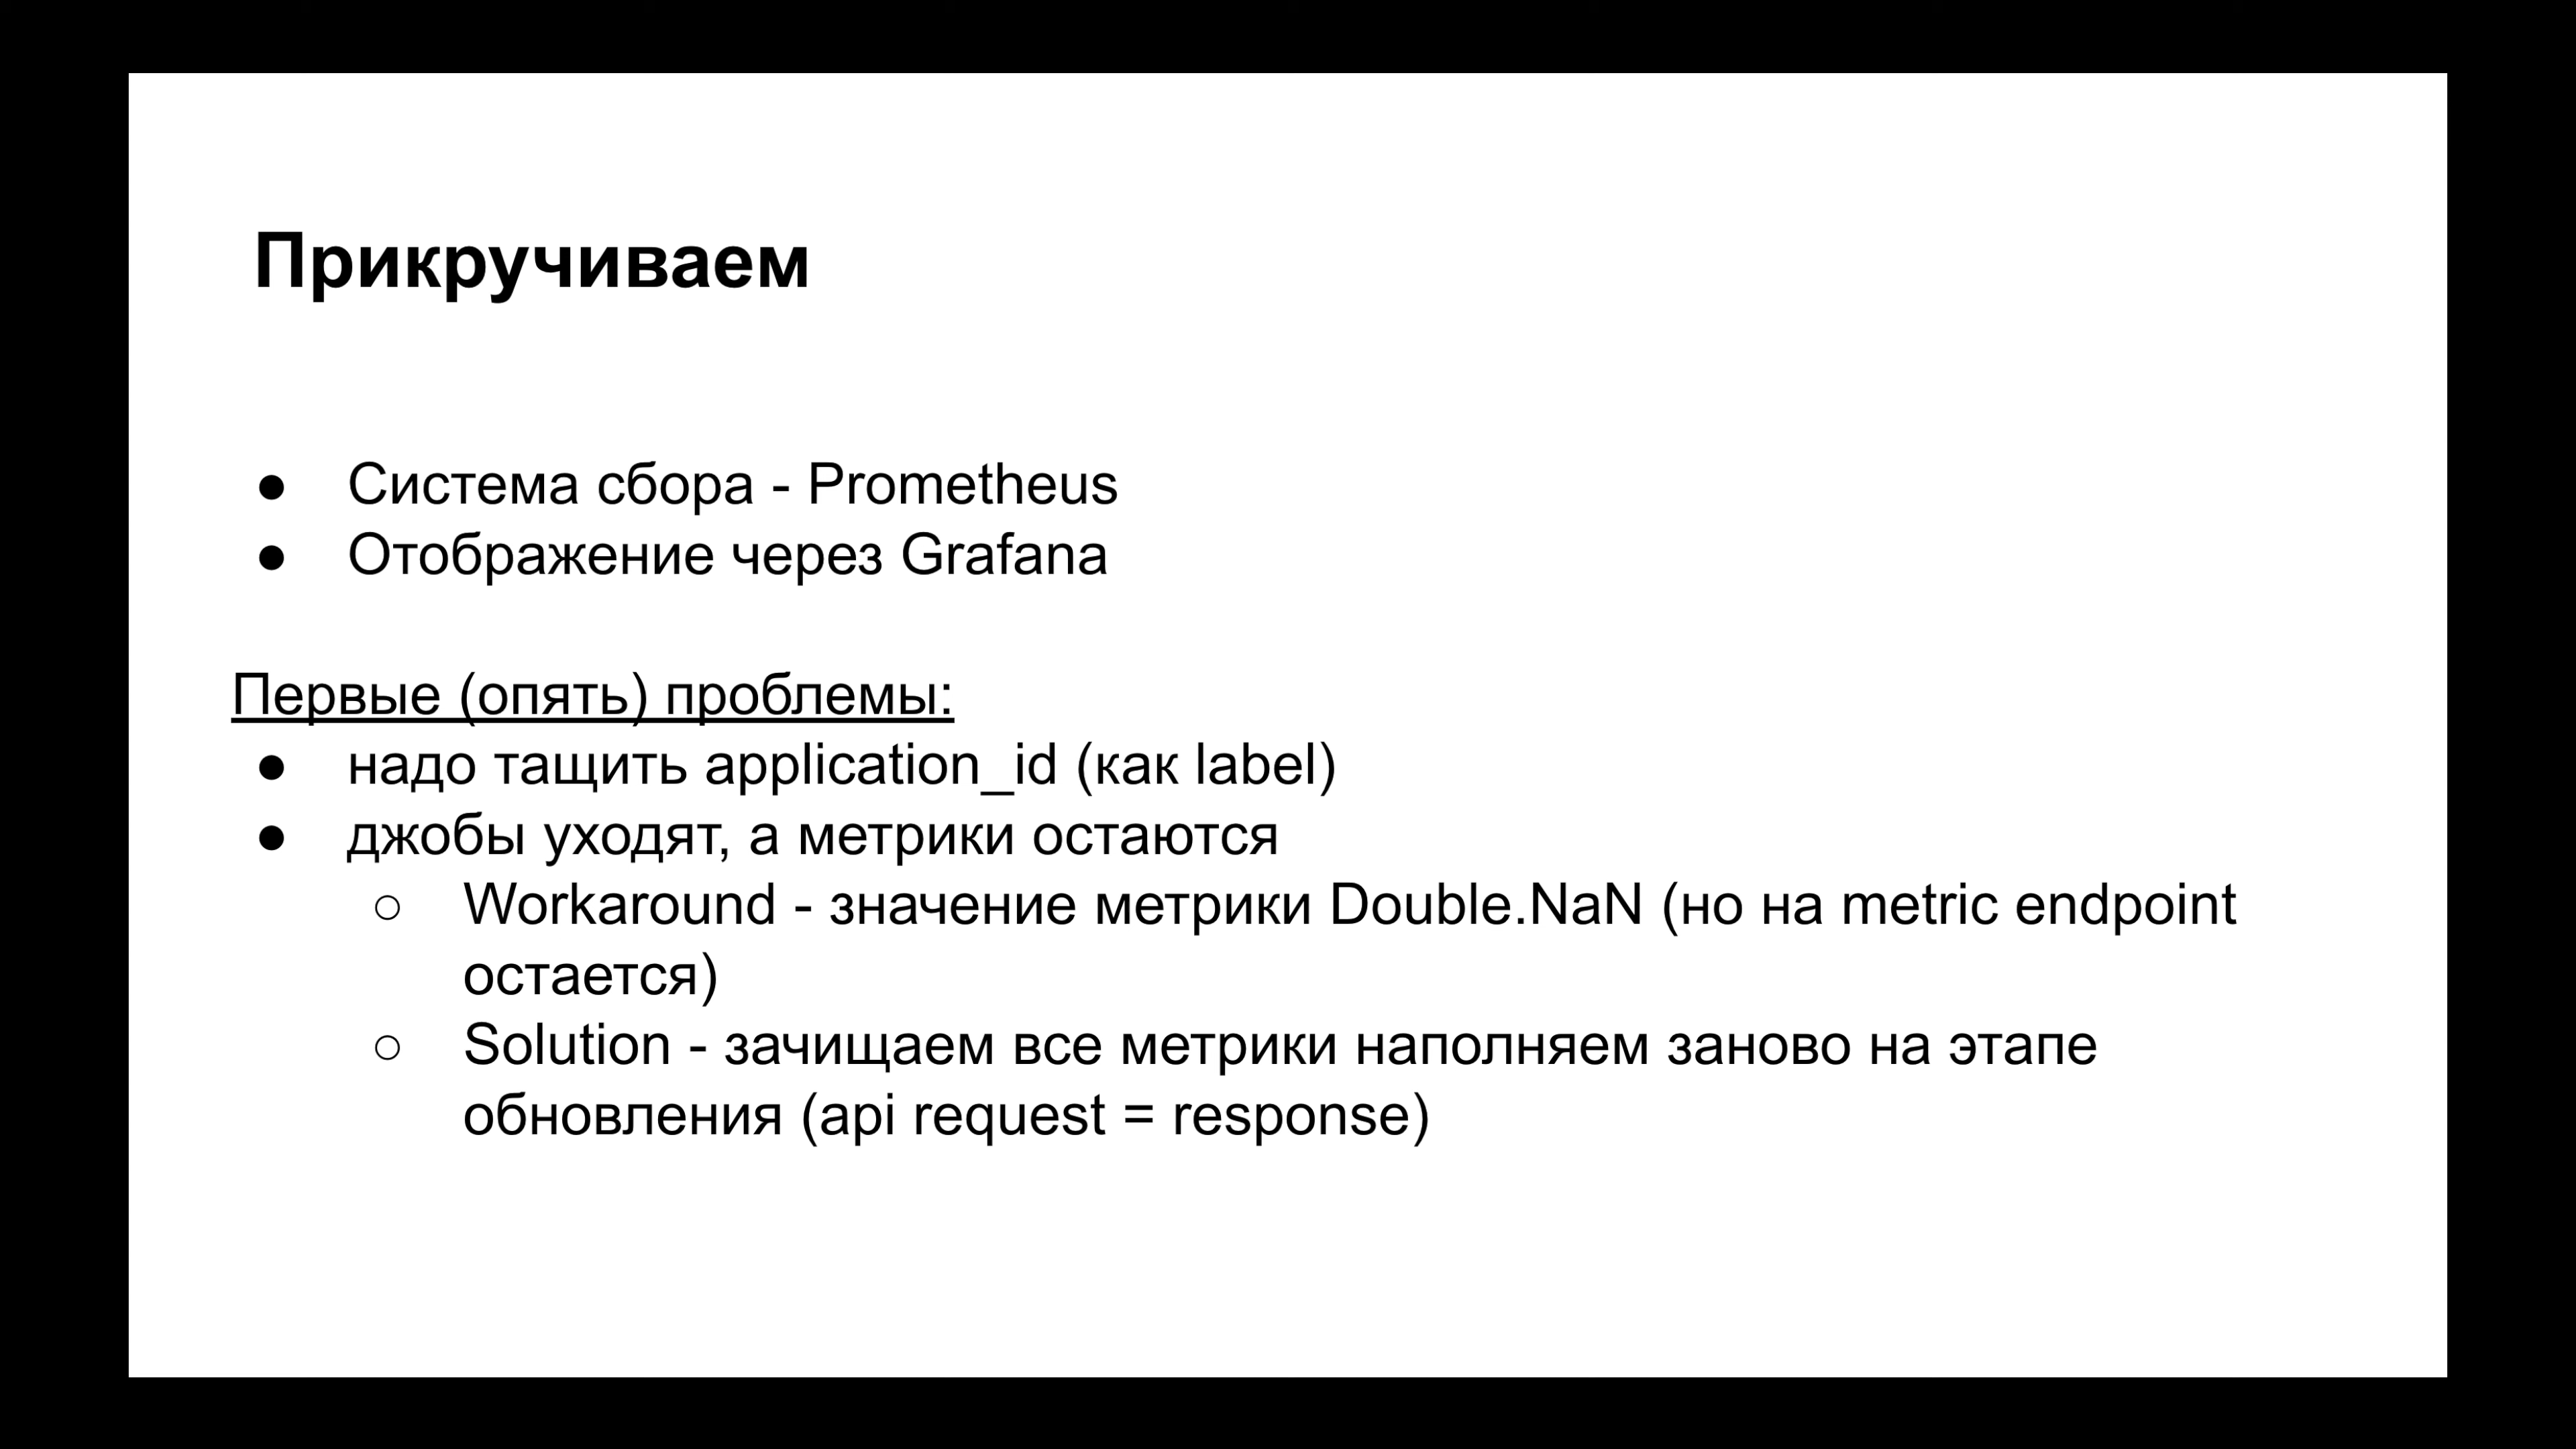 Прикручиваем
● Система сбора - Prometheus
● Отображение через Grafana
Первые (опять) проблемы:
● надо тащить application_id (как label)
● джобы уходят, а метрики остаются
○ Workaround - значение метрики Double.NaN (но на metric endpoint
остается)
○ Solution - зачищаем все метрики наполняем заново на этапе
обновления (api request = response)